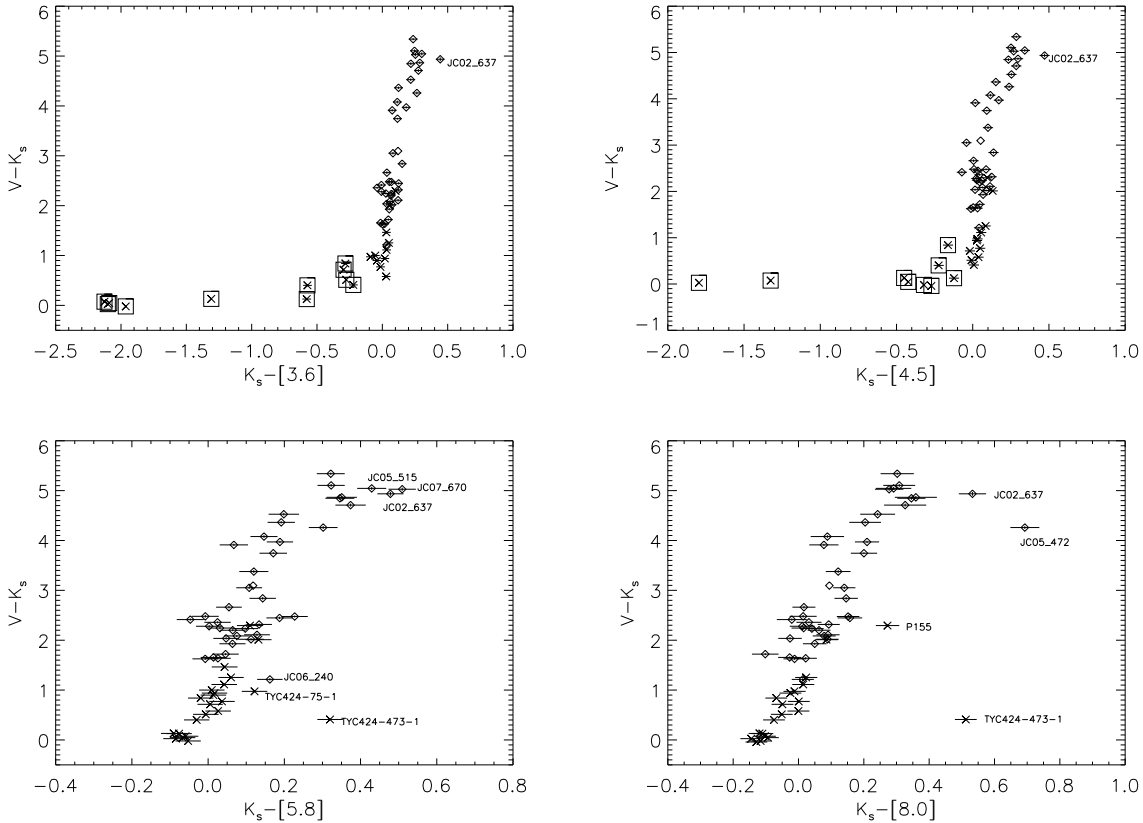 6
5
4
3
2
1
0
V−Ks
JC02_637
−2.5 −2.0 −1.5 −1.0 −0.5 0.0 0.5 1.0
Ks−[3.6]
6
5
4
3
2
1
0
−1
V−Ks
JC02_637
−2.0 −1.5 −1.0 −0.5 0.0 0.5 1.0
Ks−[4.5]
6
5
4
3
2
1
0
V−Ks
JC05_515
JC07_670
JC02_637
JC06_240
TYC424−75−1
TYC424−473−1
−0.4 −0.2 0.0 0.2 0.4 0.6 0.8
Ks−[5.8]
6
5
4
3
2
1
0
V−Ks
JC02_637
JC05_472
P155
TYC424−473−1
−0.4 −0.2 0.0 0.2 0.4 0.6 0.8 1.0
Ks−[8.0]